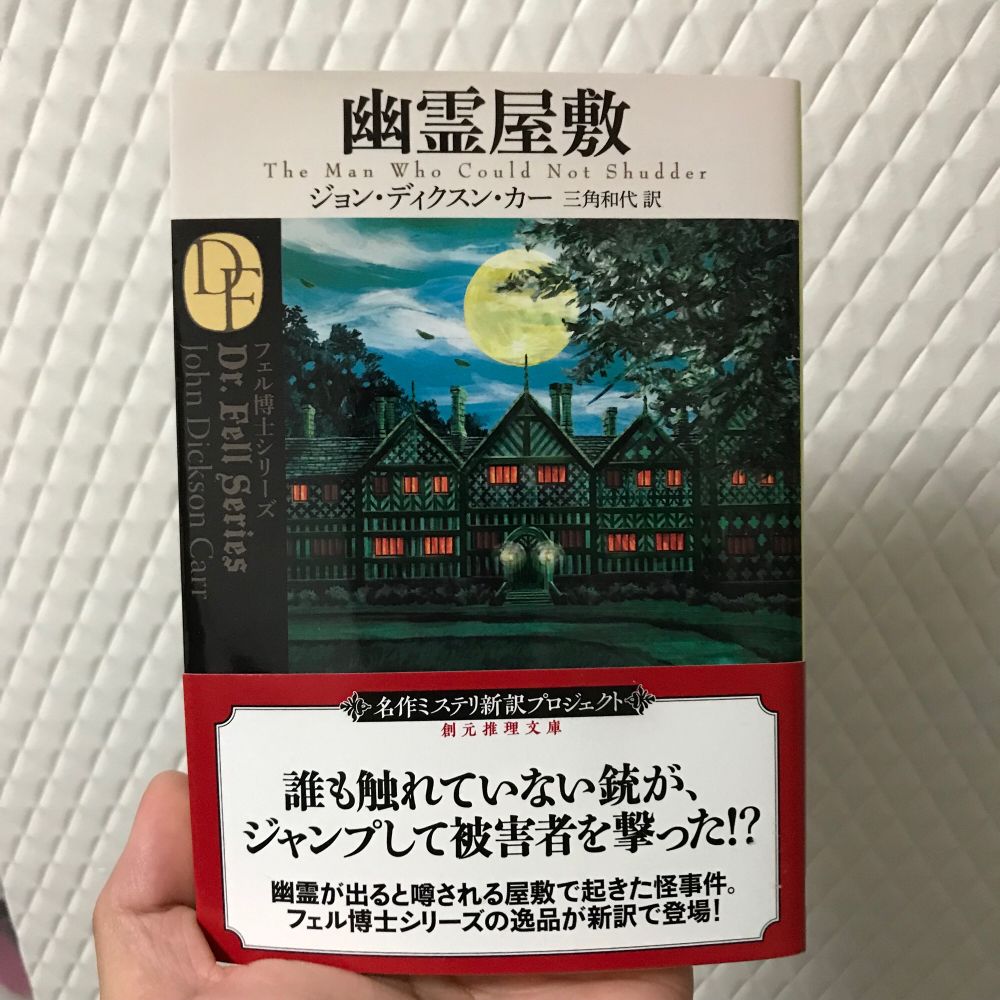 幽霊屋敷
The Man Who Could Not Shudder
ジョン・ディクスン・カー 三角和代 訳
DF
フェル博士シリーズ
Dr. Fell Series
John Dickson Carr
名作ミステリ新訳プロジェクト
創元推理文庫
誰も触れていない銃が、
ジャンプして被害者を撃った!?
幽霊が出ると噂される屋敷で起きた怪事件。
フェル博士シリーズの逸品が新訳で登場!